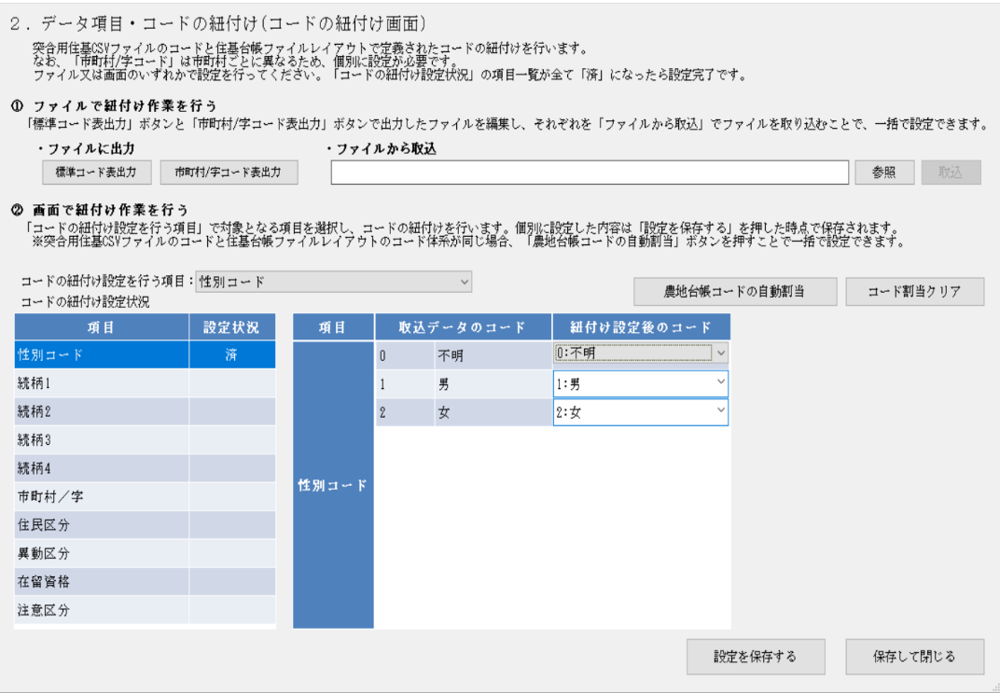 ２．データ項目・コードの紐付け(コードの紐付け画面)
突合用住基CSVファイルのコードと住基台帳ファイルレイアウトで定義されたコードの紐付けを行います。
なお、「市町村/字コード」は市町村ごとに異なるため、個別に設定が必要です。
ファイル又は画面のいずれかで設定を行ってください。「コードの紐付け設定状況」の項目一覧が全て「済」になったら設定完了です。
① ファイルで紐付け作業を行う
「標準コード表出力」ボタンと「市町村/字コード表出力」ボタンで出力したファイルを編集し、それぞれを「ファイルから取込」でファイルを取り込むことで、一括で設定できます。
・ファイルに出力 ・ファイルから取込
標準コード表出力 市町村/字コード表出力 参照 取込
② 画面で紐付け作業を行う
「コードの紐付け設定を行う項目」で対象となる項目を選択し、コードの紐付けを行います。個別に設定した内容は「設定を保存する」を押した時点で保存されます。
※突合用住基CSVファイルのコードと住基台帳ファイルレイアウトのコード体系が同じ場合、「農地台帳コードの自動割当」ボタンを押すことで一括で設定できます。
コードの紐付け設定を行う項目：性別コード 農地台帳コードの自動割当 コード割当クリア
コードの紐付け設定状況
項目 設定状況 項目 取込データのコード 紐付け設定後のコード
性別コード 済 0 不明 0:不明
続柄1 1 男 1:男
続柄2 2 女 2:女
続柄3
続柄4
性別コード
市町村／字
住民区分
異動区分
在留資格
注意区分
設定を保存する 保存して閉じる